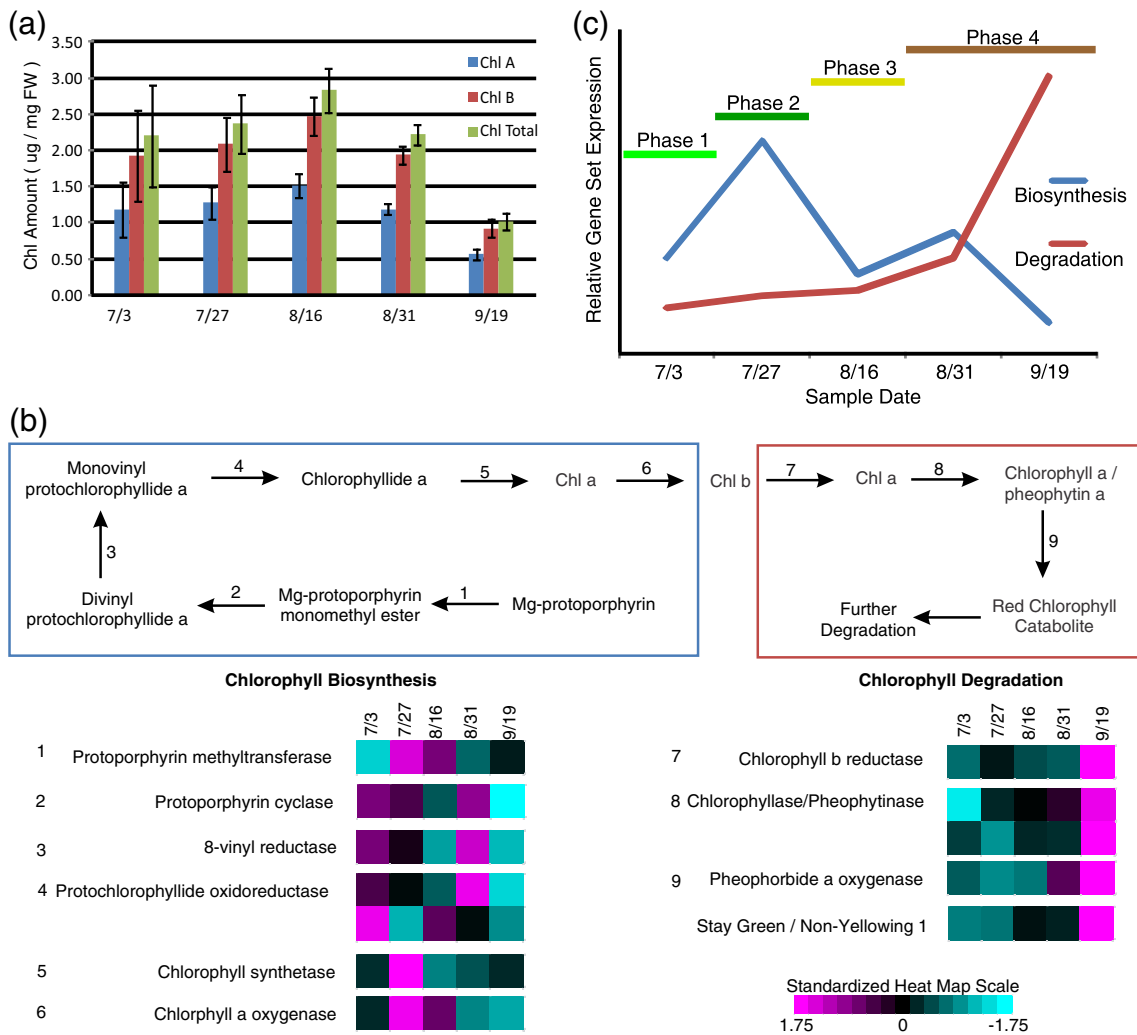 (a)
3.50
3.00
2.50
2.00
1.50
1.00
0.50
0.00
Chl Amount ( ug / mg FW )
Chl A
Chl B
Chl Total
7/3
7/27
8/16
8/31
9/19
(c)
Relative Gene Set Expression
Phase 1
Phase 2
Phase 3
Phase 4
Biosynthesis
Degradation
7/3
7/27
8/16
8/31
9/19
Sample Date
(b)
Monovinyl
protochlorophyllide a
4
Chlorophyllide a
5
Chl a
6
Chl b
7
Chl a
8
Chlorophyll a /
pheophytin a
3
9
Divinyl
protochlorophyllide a
2
Mg-protoporphyrin
monomethyl ester
1
Mg-protoporphyrin
Further
Degradation
Red Chlorophyll
Catabolite
Chlorophyll Biosynthesis
7/3
7/27
8/16
8/31
9/19
1
Protoporphyrin methyltransferase
2
Protoporphyrin cyclase
3
8-vinyl reductase
4
Protochlorophyllide oxidoreductase
5
Chlorophyll synthetase
6
Chlorphyll a oxygenase
Chlorophyll Degradation
7/3
7/27
8/16
8/31
9/19
7
Chlorophyll b reductase
8
Chlorophyllase/Pheophytinase
9
Pheophorbide a oxygenase
Stay Green / Non-Yellowing 1
Standardized Heat Map Scale
1.75
0
-1.75